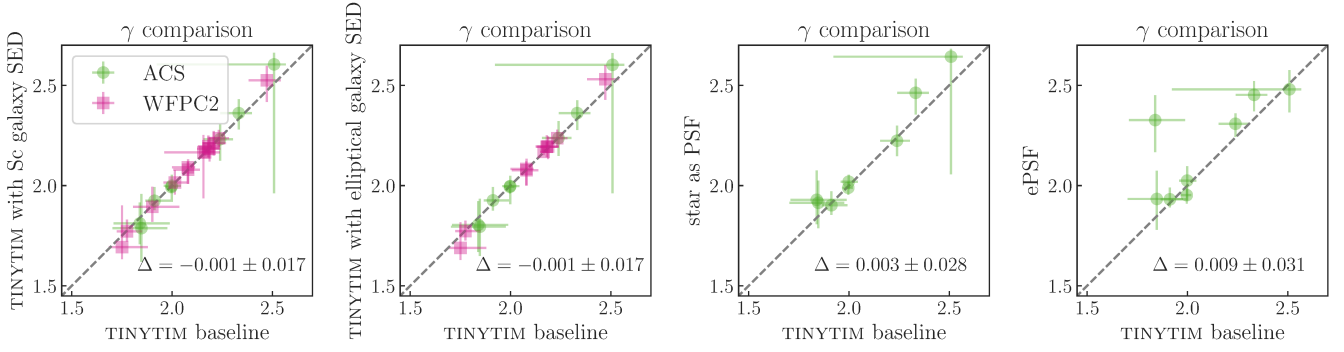 γ comparison
TINYTIM with Sc galaxy SED
2.5
2.0
1.5
ACS
WFPC2
Δ = −0.001 ± 0.017
1.5 2.0 2.5
TINYTIM baseline
γ comparison
TINYTIM with elliptical galaxy SED
2.5
2.0
1.5
Δ = −0.001 ± 0.017
1.5 2.0 2.5
TINYTIM baseline
γ comparison
star as PSF
2.5
2.0
1.5
Δ = 0.003 ± 0.028
1.5 2.0 2.5
TINYTIM baseline
γ comparison
ePSF
2.5
2.0
1.5
Δ = 0.009 ± 0.031
1.5 2.0 2.5
TINYTIM baseline